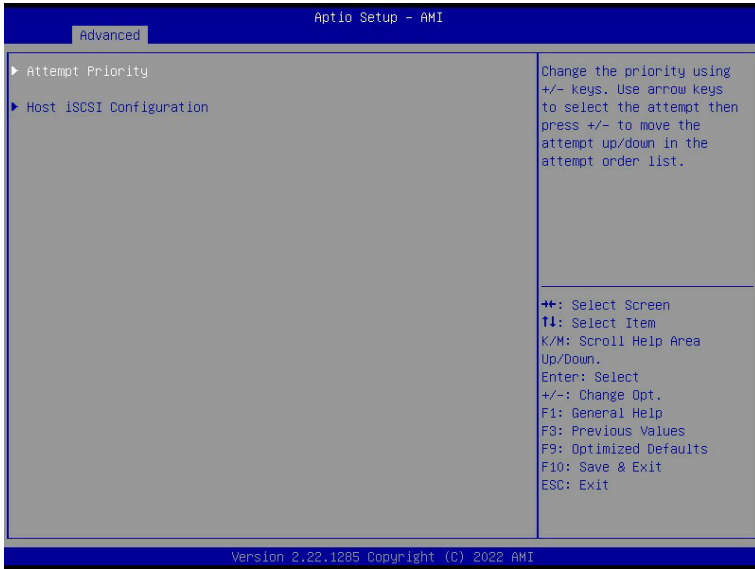 Aptio Setup – AMI
Advanced
▶ Attempt Priority
▶ Host iSCSI Configuration
Change the priority using
+/- keys. Use arrow keys
to select the attempt then
press +/- to move the
attempt up/down in the
attempt order list.
→←: Select Screen
↑↓: Select Item
K/M: Scroll Help Area
Up/Down.
Enter: Select
+/-: Change Opt.
F1: General Help
F3: Previous Values
F9: Optimized Defaults
F10: Save & Exit
ESC: Exit
Version 2.22.1285 Copyright (C) 2022 AMI